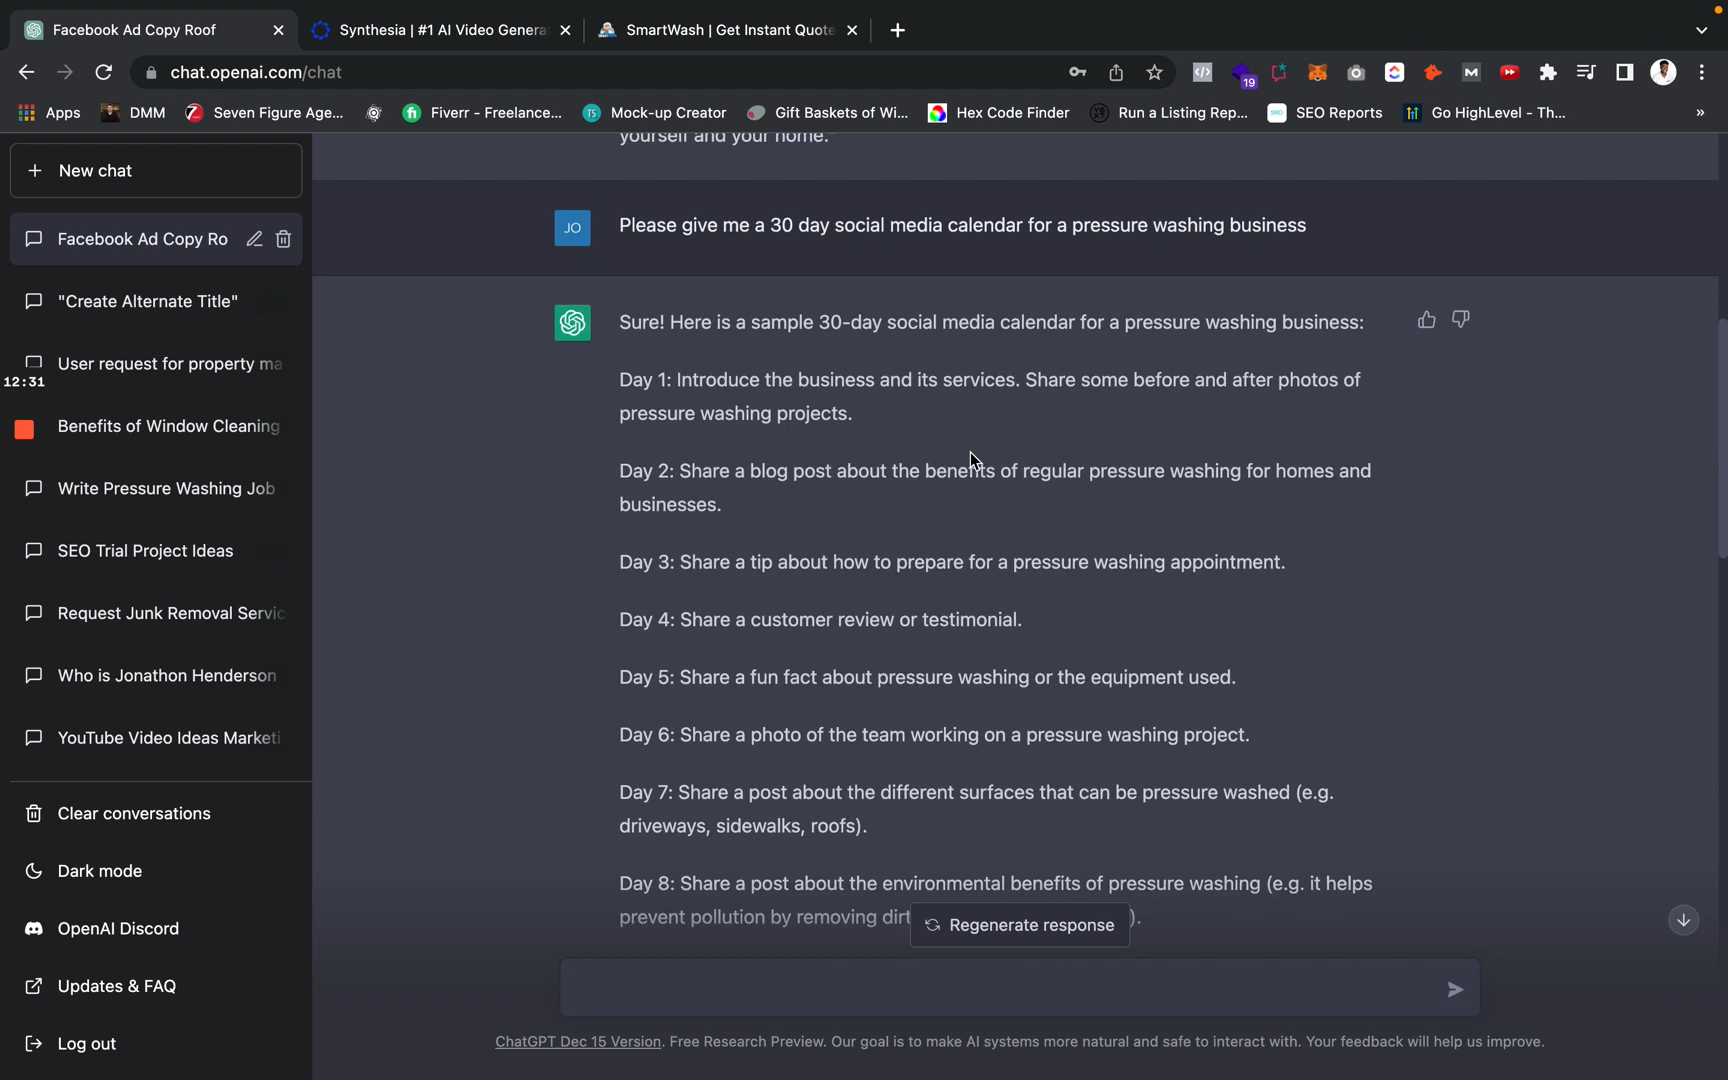 Facebook Ad Copy Roof
Synthesia | #1 AI Video Genera
SmartWash | Get Instant Quote
chat.openai.com/chat
19
Apps
DMM
Seven Figure Age...
Fiverr - Freelance...
Mock-up Creator
Gift Baskets of Wi...
Hex Code Finder
Run a Listing Rep...
SEO Reports
Go HighLevel - Th...
»
New chat
Facebook Ad Copy Ro
"Create Alternate Title"
User request for property ma
12:31
Benefits of Window Cleaning
Write Pressure Washing Job
SEO Trial Project Ideas
Request Junk Removal Servic
Who is Jonathon Henderson
YouTube Video Ideas Marketi
Clear conversations
Dark mode
OpenAI Discord
Updates & FAQ
Log out
yourself and your home."
JO
Please give me a 30 day social media calendar for a pressure washing business
Sure! Here is a sample 30-day social media calendar for a pressure washing business:
Day 1: Introduce the business and its services. Share some before and after photos of
pressure washing projects.
Day 2: Share a blog post about the benefits of regular pressure washing for homes and
businesses.
Day 3: Share a tip about how to prepare for a pressure washing appointment.
Day 4: Share a customer review or testimonial.
Day 5: Share a fun fact about pressure washing or the equipment used.
Day 6: Share a photo of the team working on a pressure washing project.
Day 7: Share a post about the different surfaces that can be pressure washed (e.g.
driveways, sidewalks, roofs).
Day 8: Share a post about the environmental benefits of pressure washing (e.g. it helps
prevent pollution by removing dirt ).
Regenerate response
ChatGPT Dec 15 Version. Free Research Preview. Our goal is to make AI systems more natural and safe to interact with. Your feedback will help us improve.